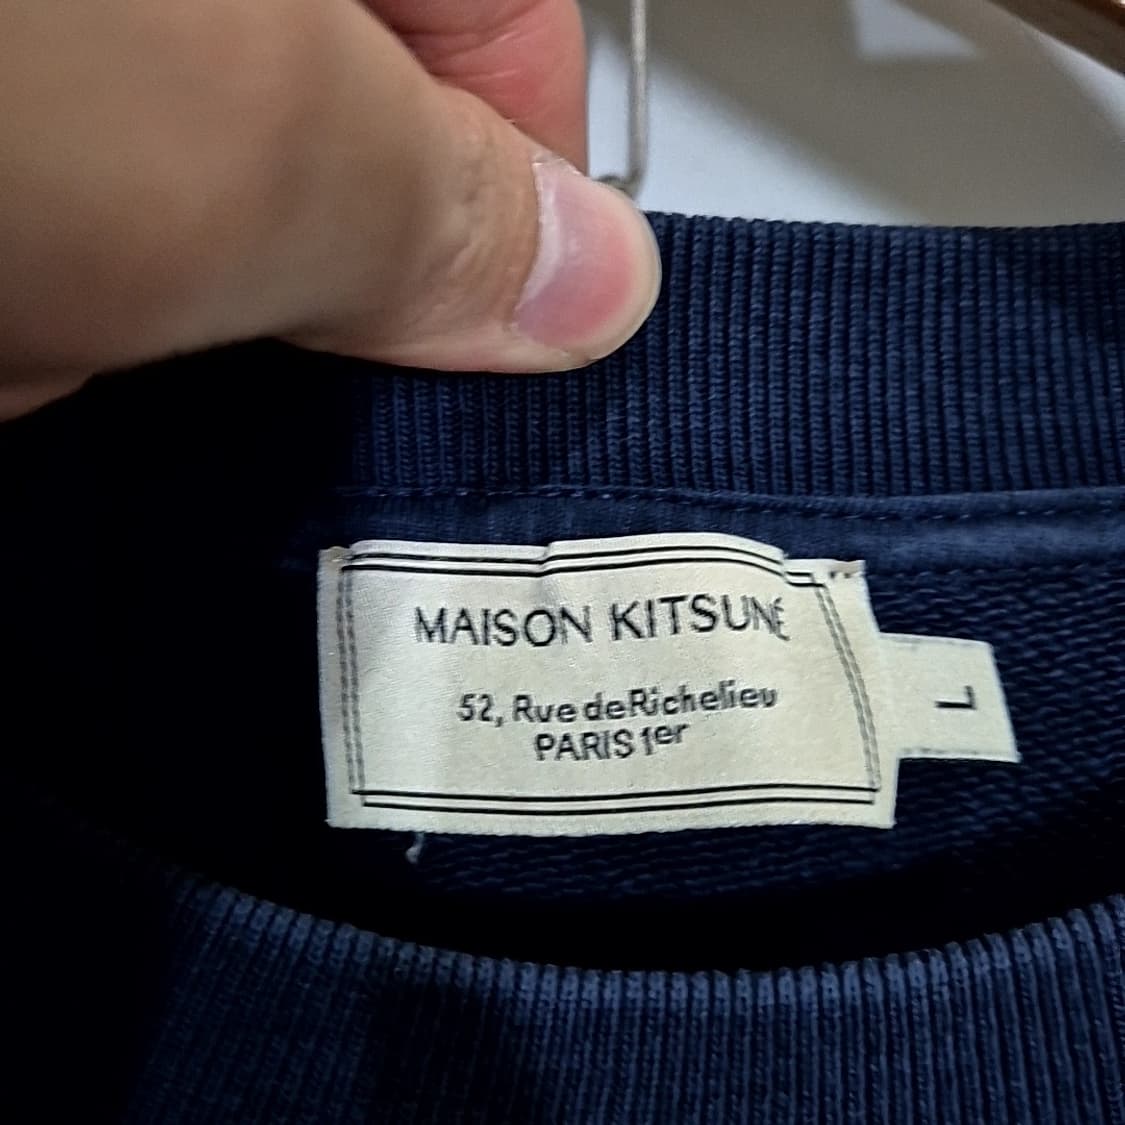 MAISON KITSUNÉ
52, Rue de Richelieu
PARIS 1er
L